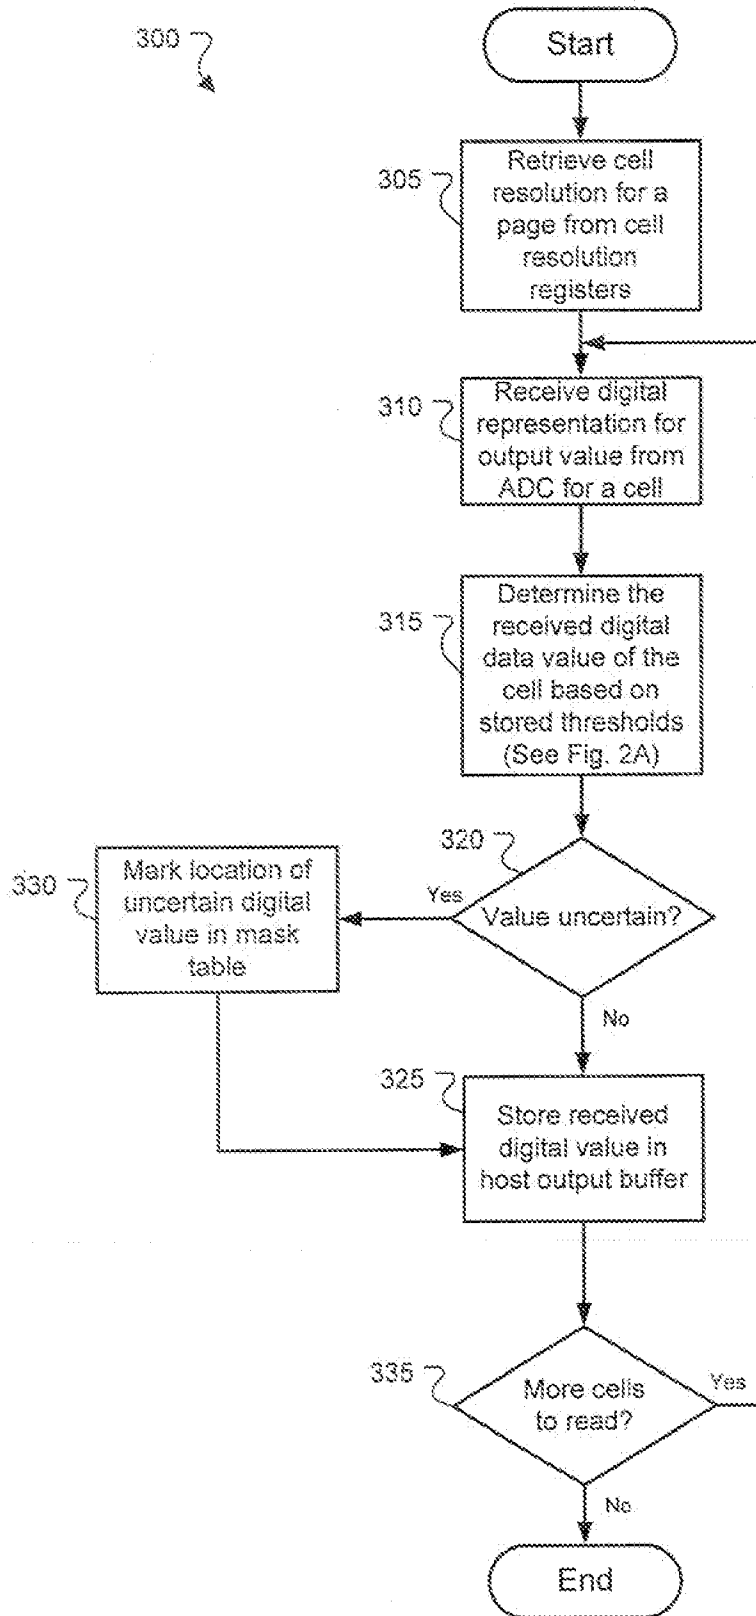 300
Start
305
Retrieve cell
resolution for a
page from cell
resolution
registers
310
Receive digital
representation for
output value from
ADC for a cell
315
Determine the
received digital
data value of the
cell based on
stored thresholds
(See Fig. 2A)
320
Value uncertain?
Yes
No
330
Mark location of
uncertain digital
value in mask
table
325
Store received
digital value in
host output buffer
335
More cells
to read?
Yes
No
End